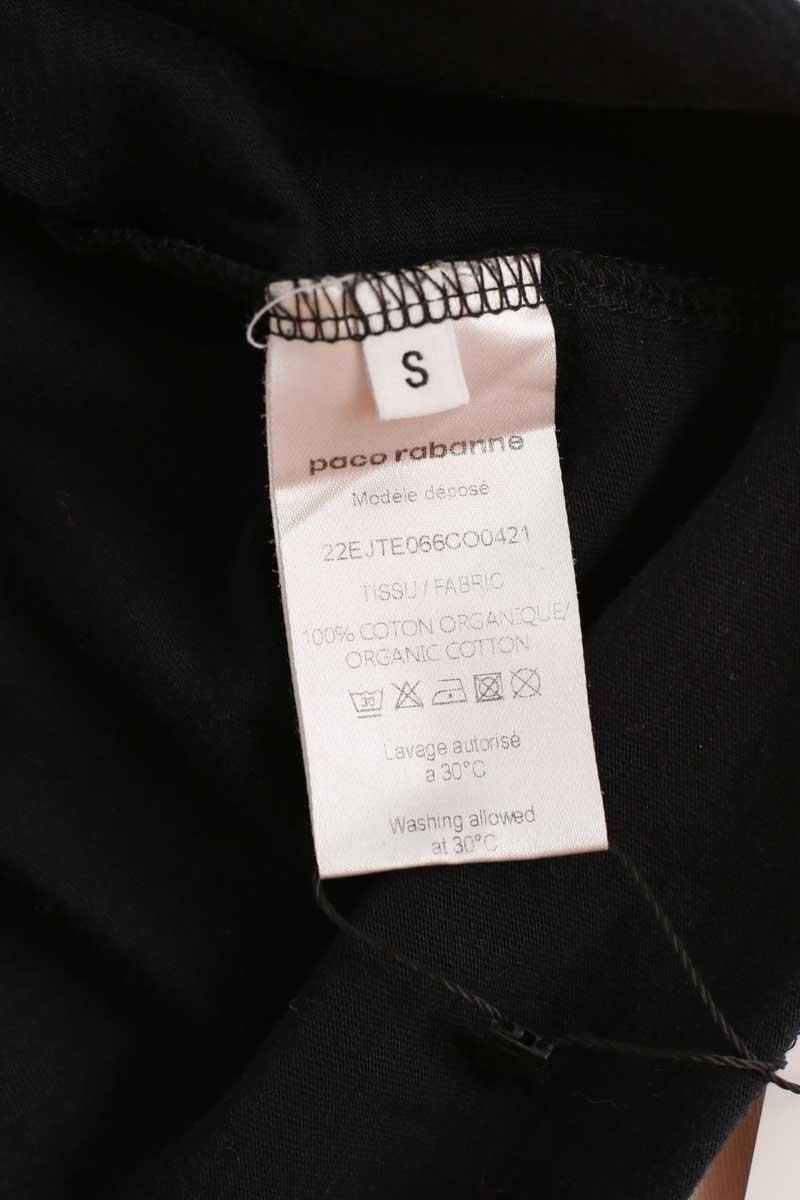 S
paco rabanne
Modèle déposé
22EJTE066CO0421
TISSU / FABRIC
100% COTON ORGANIQUE/
ORGANIC COTTON
30
Lavage autorisé
a 30°C
Washing allowed
at 30°C